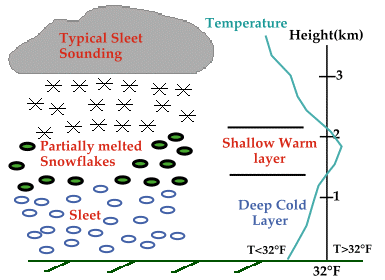 Temperature
Typical Sleet
Sounding
Height(km)
3
Partially melted
Snowflakes
2
Shallow Warm
layer
Sleet
Deep Cold
Layer
1
T<32°F
T>32°F
32°F